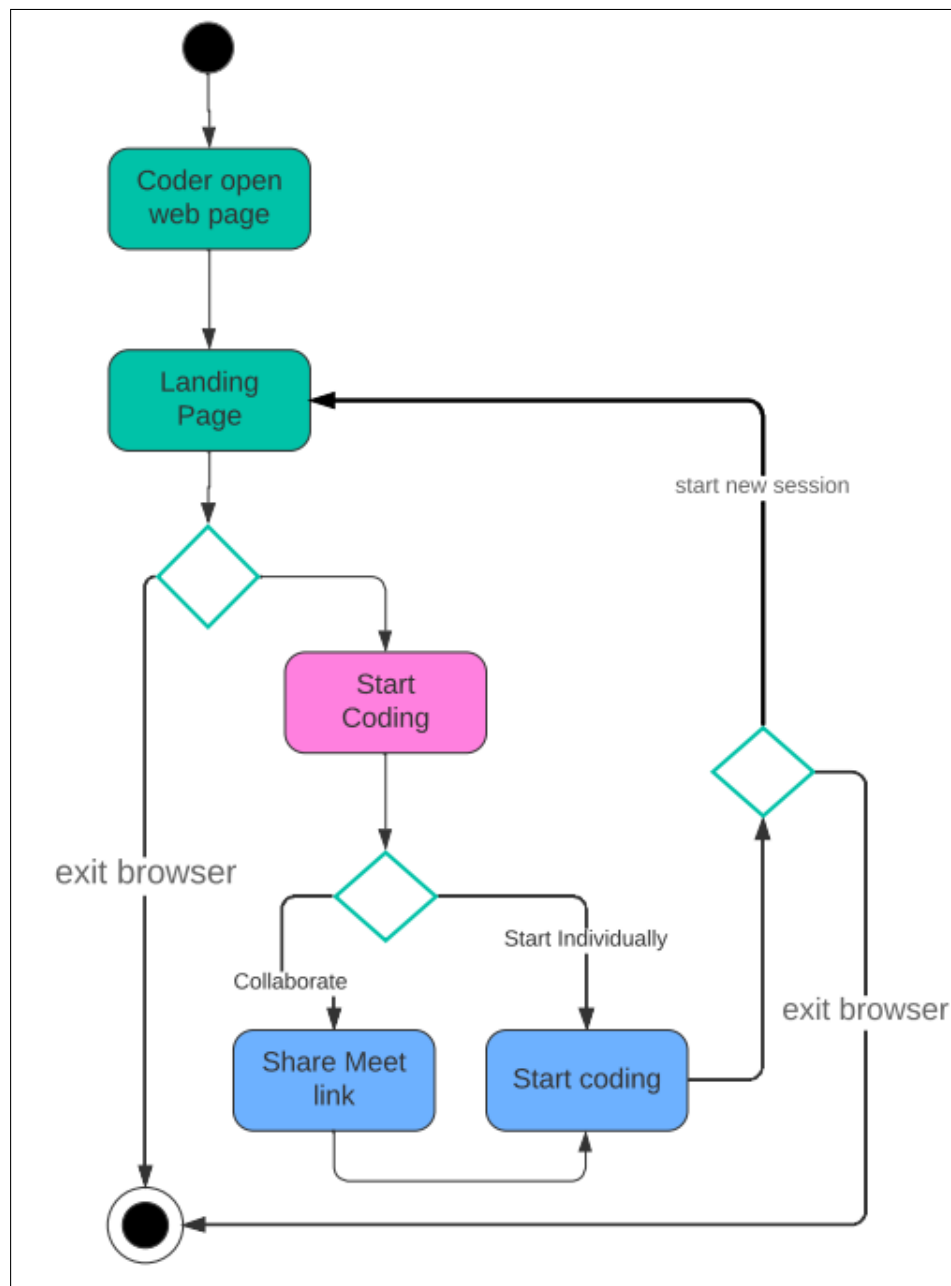 Coder open
web page
Landing
Page
start new session
Start
Coding
exit browser
Start Individually
Collaborate
exit browser
Share Meet
link
Start coding